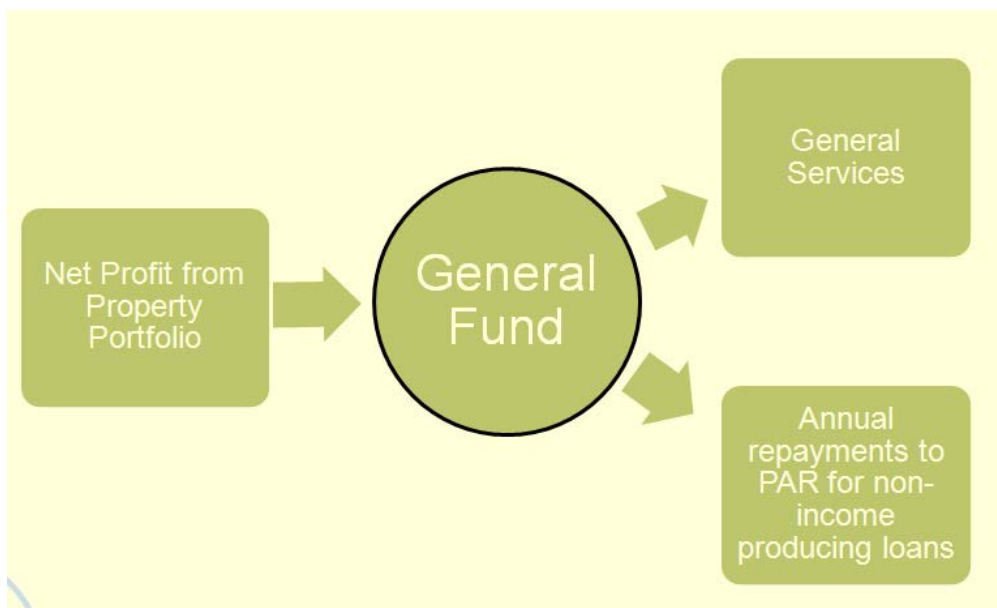 Net Profit from
Property
Portfolio
General
Fund
General
Services
Annual
repayments to
PAR for non-
income
producing loans